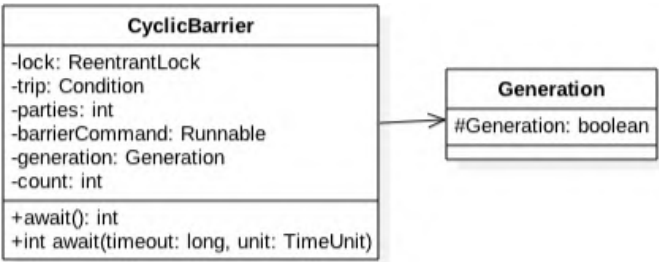 CyclicBarrier
-lock: ReentrantLock
-trip: Condition
-parties: int
-barrierCommand: Runnable
-generation: Generation
-count: int
+await(): int
+int await(timeout: long, unit: TimeUnit)
Generation
#Generation: boolean